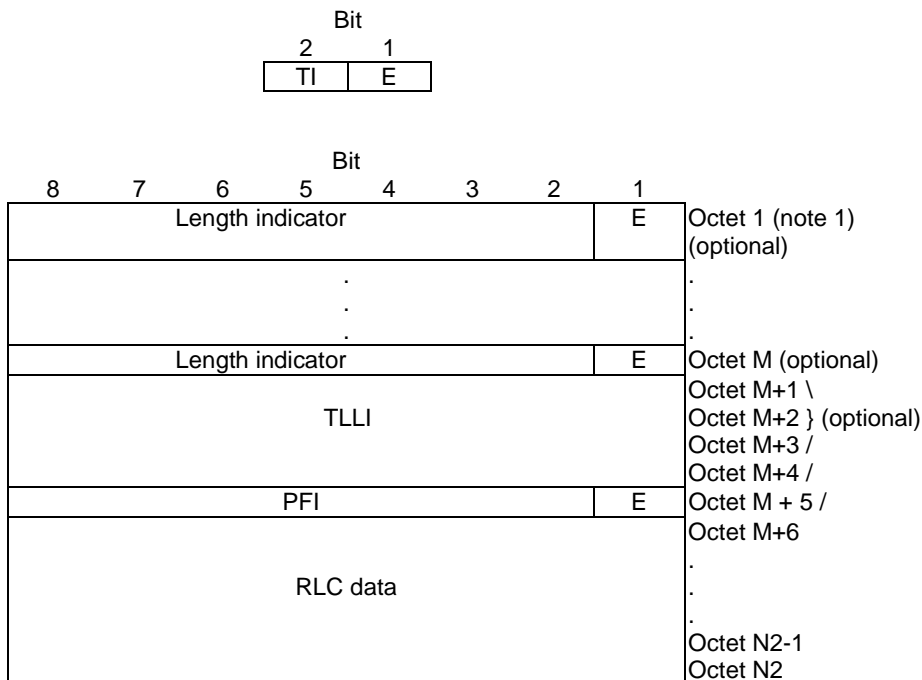 Bit
2 1
TI E
Bit
8 7 6 5 4 3 2 1
Length indicator E Octet 1 (note 1)
(optional)
. .
. .
. .
Length indicator E Octet M (optional)
Octet M+1 \
TLLI Octet M+2 } (optional)
Octet M+3 /
Octet M+4 /
PFI E Octet M + 5 /
Octet M+6
.
RLC data .
.
Octet N2-1
Octet N2